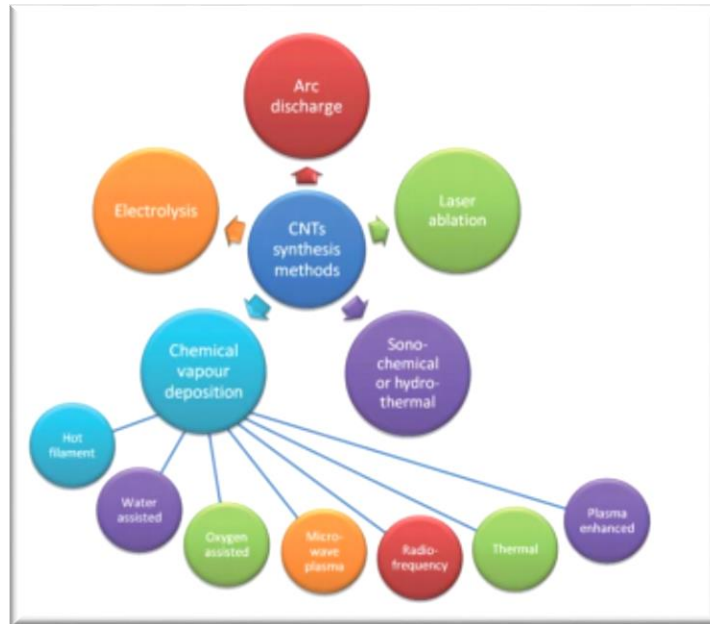 Arc
discharge
Electrolysis
Laser
ablation
CNTs
synthesis
methods
Chemical
vapour
deposition
Sono-
chemical
or hydro-
thermal
Hot
filament
Water
assisted
Oxygen
assisted
Micro-
wave
plasma
Radio-
frequency
Thermal
Plasma
enhanced